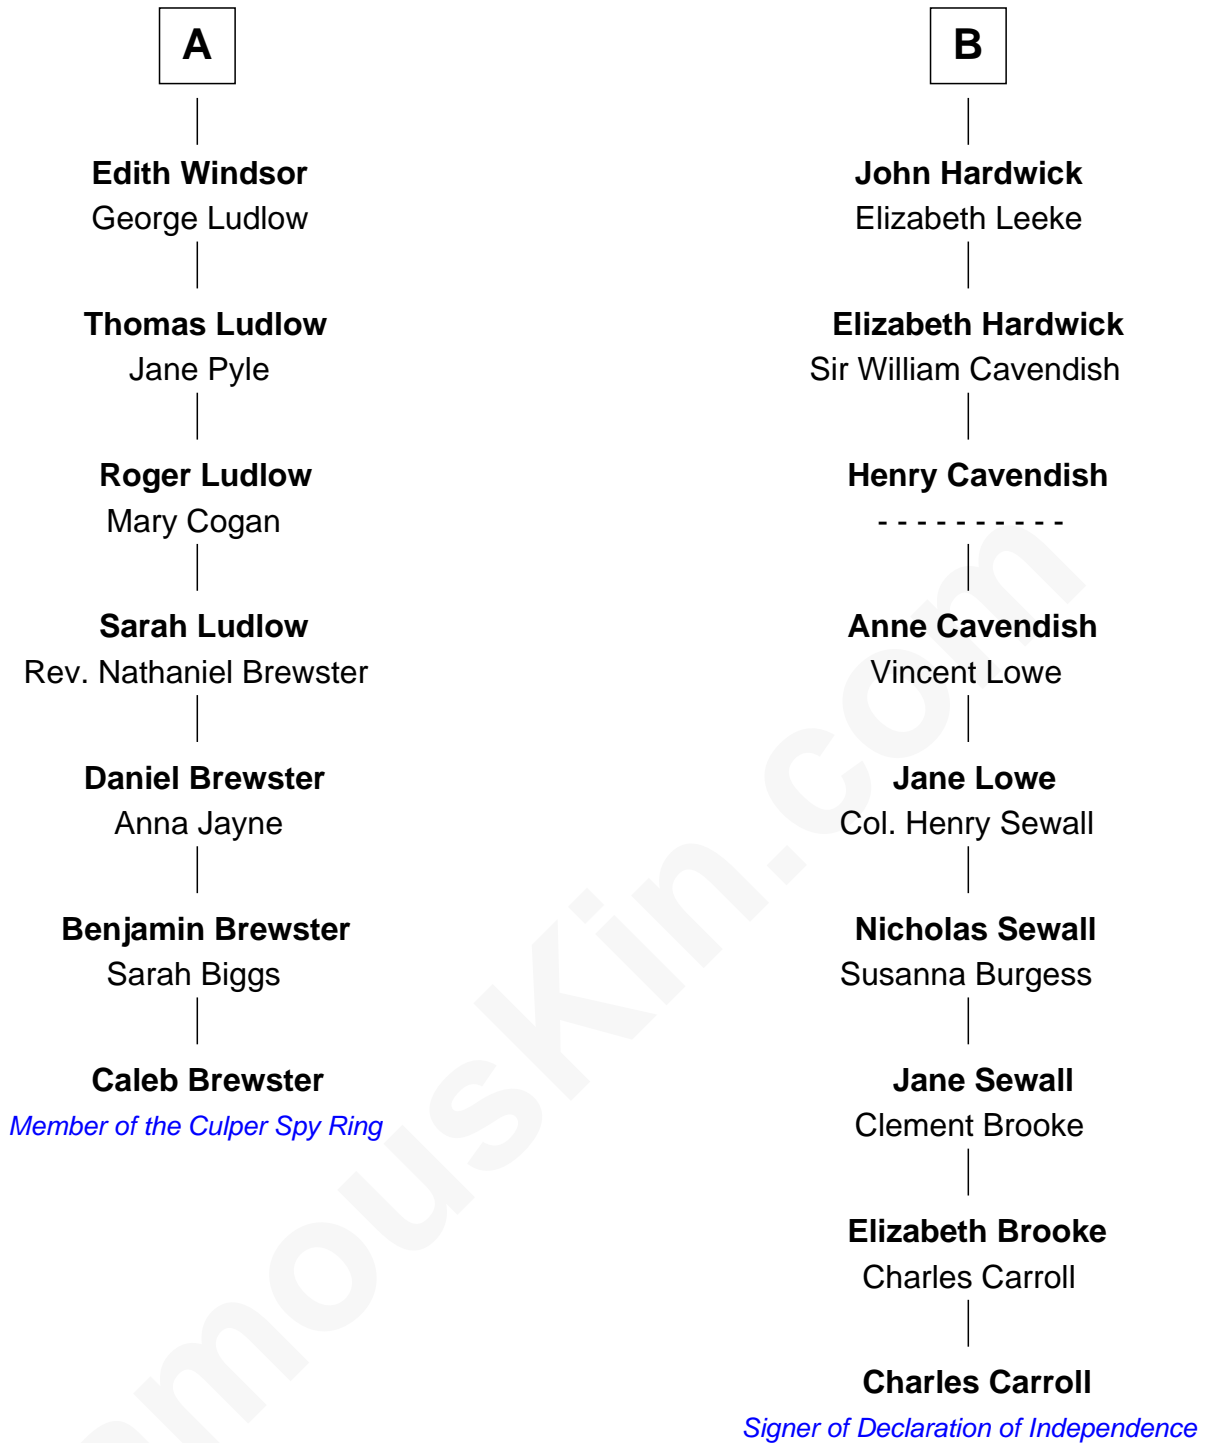 A
Edith Windsor
George Ludlow
Thomas Ludlow
Jane Pyle
Roger Ludlow
Mary Cogan
Sarah Ludlow
Rev. Nathaniel Brewster
Daniel Brewster
Anna Jayne
Benjamin Brewster
Sarah Biggs
Caleb Brewster
Member of the Culper Spy Ring
B
John Hardwick
Elizabeth Leeke
Elizabeth Hardwick
Sir William Cavendish
Henry Cavendish
- - - - - - - - - -
Anne Cavendish
Vincent Lowe
Jane Lowe
Col. Henry Sewall
Nicholas Sewall
Susanna Burgess
Jane Sewall
Clement Brooke
Elizabeth Brooke
Charles Carroll
Charles Carroll
Signer of Declaration of Independence
amouskin.com